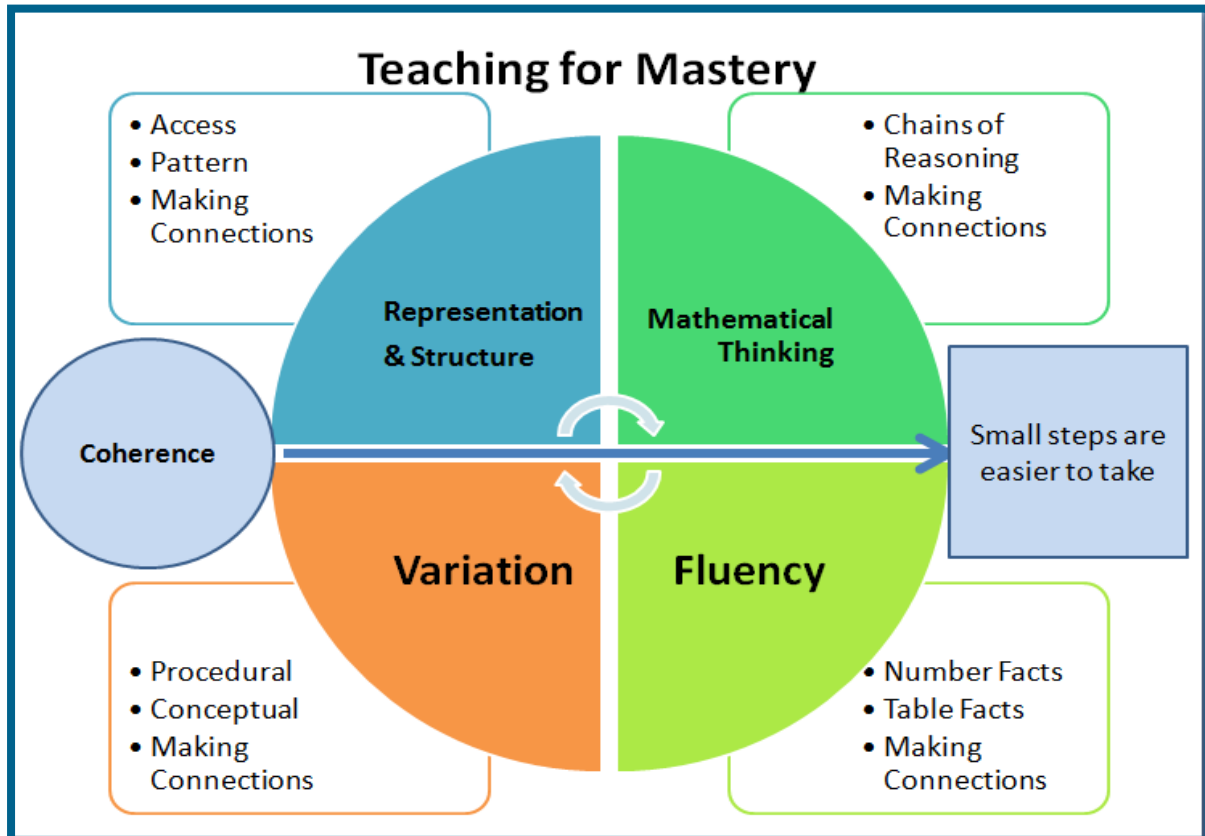 Teaching for Mastery
• Access
• Pattern
• Making
Connections
• Chains of
Reasoning
• Making
Connections
Representation
& Structure
Mathematical
Thinking
Coherence
Small steps are
easier to take
Variation
Fluency
• Procedural
• Conceptual
• Making
Connections
• Number Facts
• Table Facts
• Making
Connections